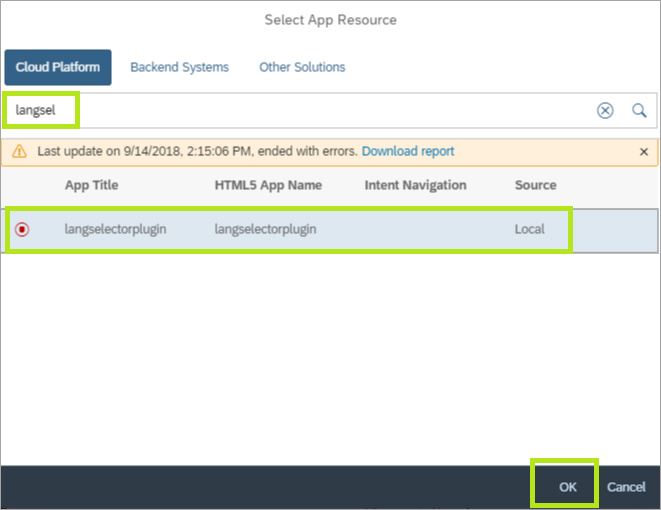 Select App Resource
Cloud Platform Backend Systems Other Solutions
langsel
Last update on 9/14/2018, 2:15:06 PM, ended with errors. Download report
App Title HTML5 App Name Intent Navigation Source
langselectorplugin langselectorplugin Local
OK Cancel